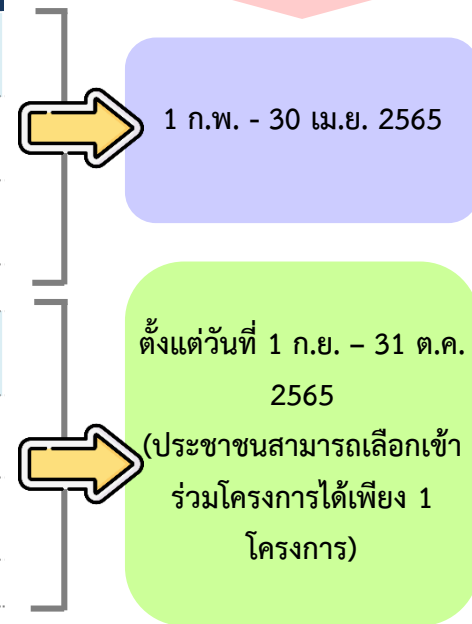 1 ก.พ. - 30 เม.ย. 2565
ตั้งแต่วันที่ 1 ก.ย. – 31 ต.ค.
2565
(ประชาชนสามารถเลือกเข้า
ร่วมโครงการได้เพียง 1
โครงการ)